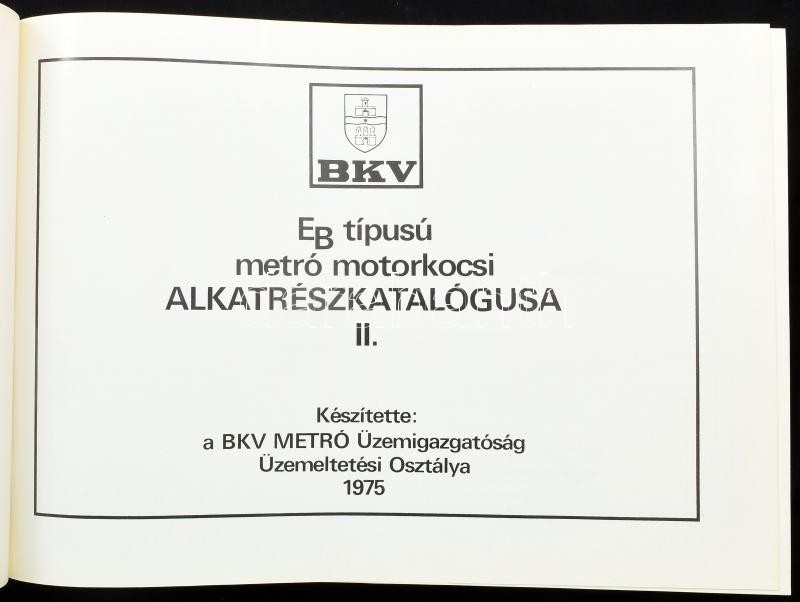 BKV
EB típusú
metró motorkocsi
ALKATRÉSZKATALÓGUSA
II.
Készítette:
a BKV METRÓ Üzemigazgatóság
Üzemeltetési Osztálya
1975